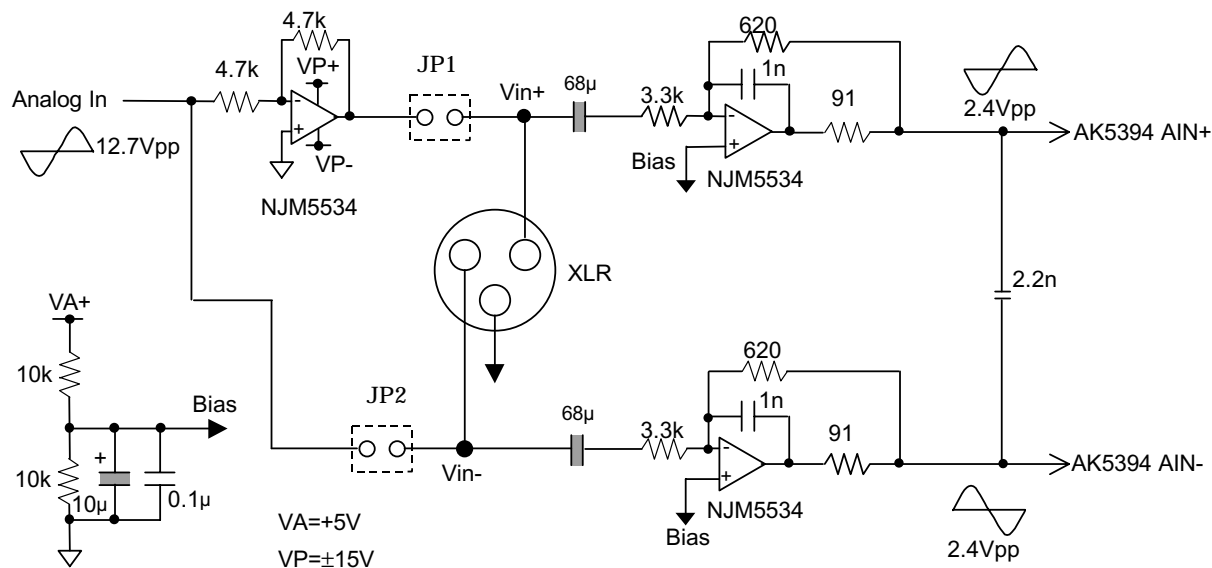 4.7k
620
VP+
JP1
4.7k
1n
Vin+
68µ
2.4Vpp
91
3.3k
Analog In
-
-
AK5394 AIN+
12.7Vpp
+
+
VP-
Bias
NJM5534
NJM5534
XLR
2.2n
VA+
620
10k
JP2
Bias
68µ
1n
3.3k
91
+
-
AK5394 AIN-
10k
Vin-
+
10µ
0.1µ
NJM5534
VA=+5V
Bias
2.4Vpp
VP=±15V